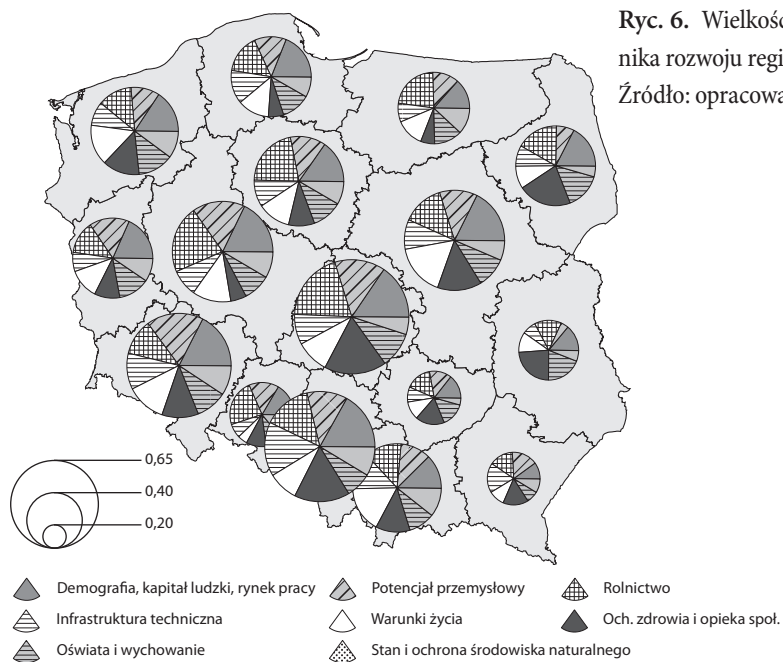 Ryc. 6. Wielkość
nika rozwoju regi
Źródło: opracowa
0,65
0,40
0,20
Demografia, kapitał ludzki, rynek pracy
Potencjał przemysłowy
Rolnictwo
Infrastruktura techniczna
Warunki życia
Och. zdrowia i opieka społ.
Oświata i wychowanie
Stan i ochrona środowiska naturalnego